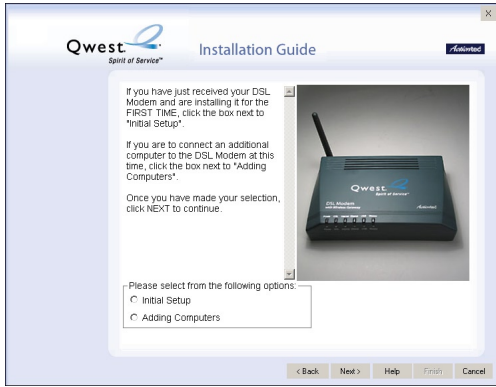 X
Qwest.
Spirit of Service™
Installation Guide
Actiontec
If you have just received your DSL
Modem and are installing it for the
FIRST TIME, click the box next to
"Initial Setup".
If you are to connect an additional
computer to the DSL Modem at this
time, click the box next to "Adding
Computers".
Once you have made your selection,
click NEXT to continue.
Qwest
Spirit of Service
DSL Modem
with Wireless Gateway
Actiontec
Please select from the following options:
Initial Setup
Adding Computers
< Back Next > Help Finish Cancel